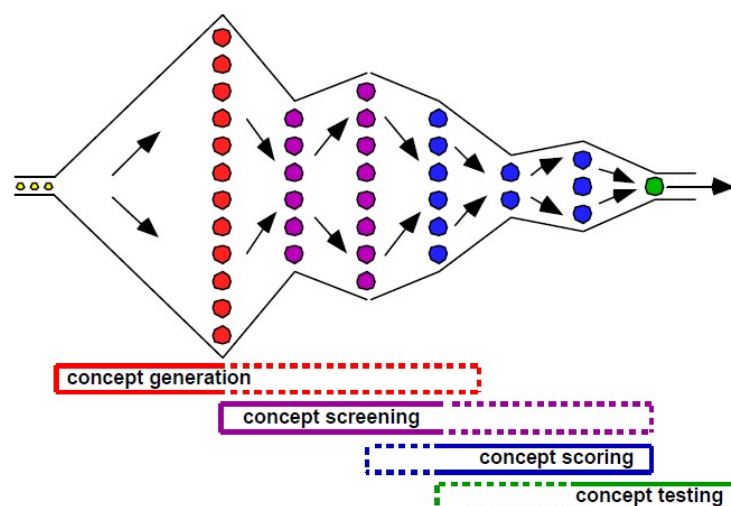 concept generation
concept screening
concept scoring
concept testing